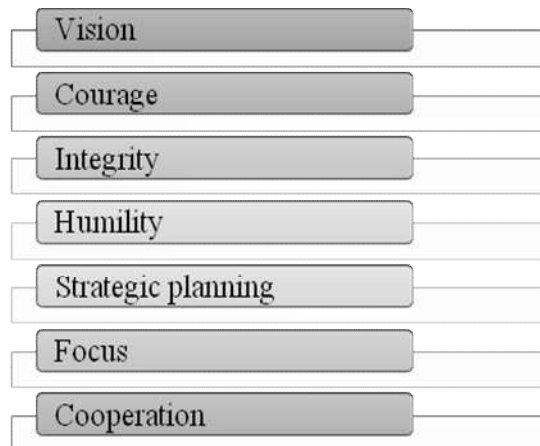 Vision
Courage
Integrity
Humility
Strategic planning
Focus
Cooperation